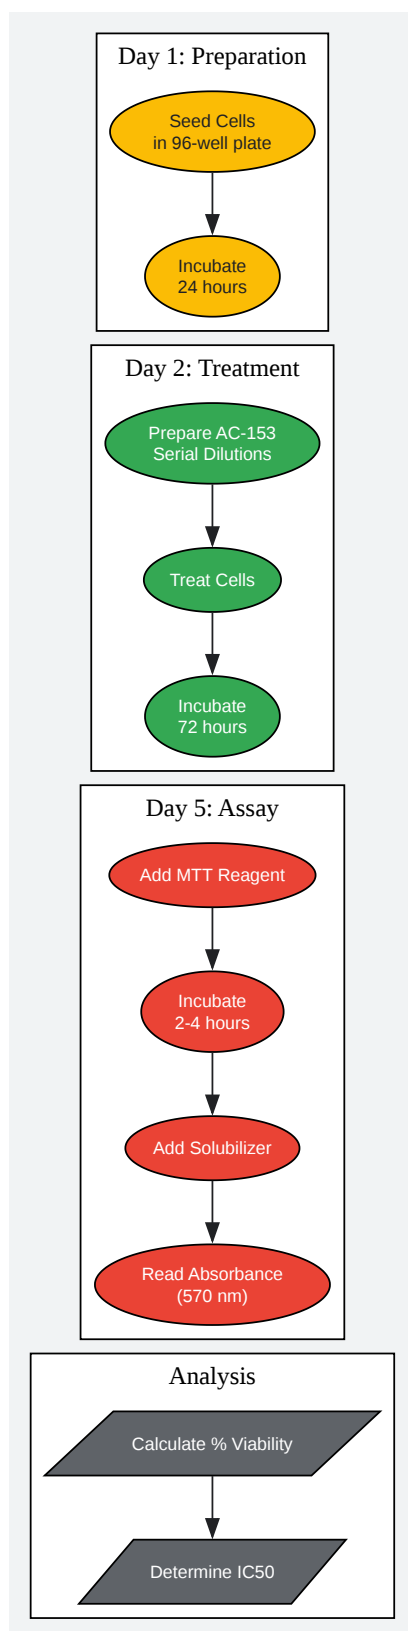 Day 1: Preparation
Seed Cells
in 96-well plate
Incubate
24 hours
Day 2: Treatment
Prepare AC-153
Serial Dilutions
Treat Cells
Incubate
72 hours
Day 5: Assay
Add MTT Reagent
Incubate
2-4 hours
Add Solubilizer
Read Absorbance
(570 nm)
Analysis
Calculate % Viability
Determine IC50